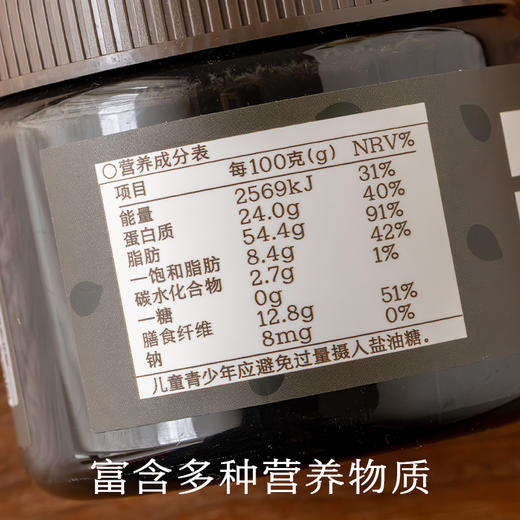 ○营养成分表
项目 每100克(g) NRV%
能量 2569kJ 31%
蛋白质 24.0g 40%
脂肪 54.4g 91%
—饱和脂肪 8.4g 42%
碳水化合物 2.7g 1%
—糖 0g
膳食纤维 12.8g 51%
钠 8mg 0%
儿童青少年应避免过量摄入盐油糖。
富含多种营养物质